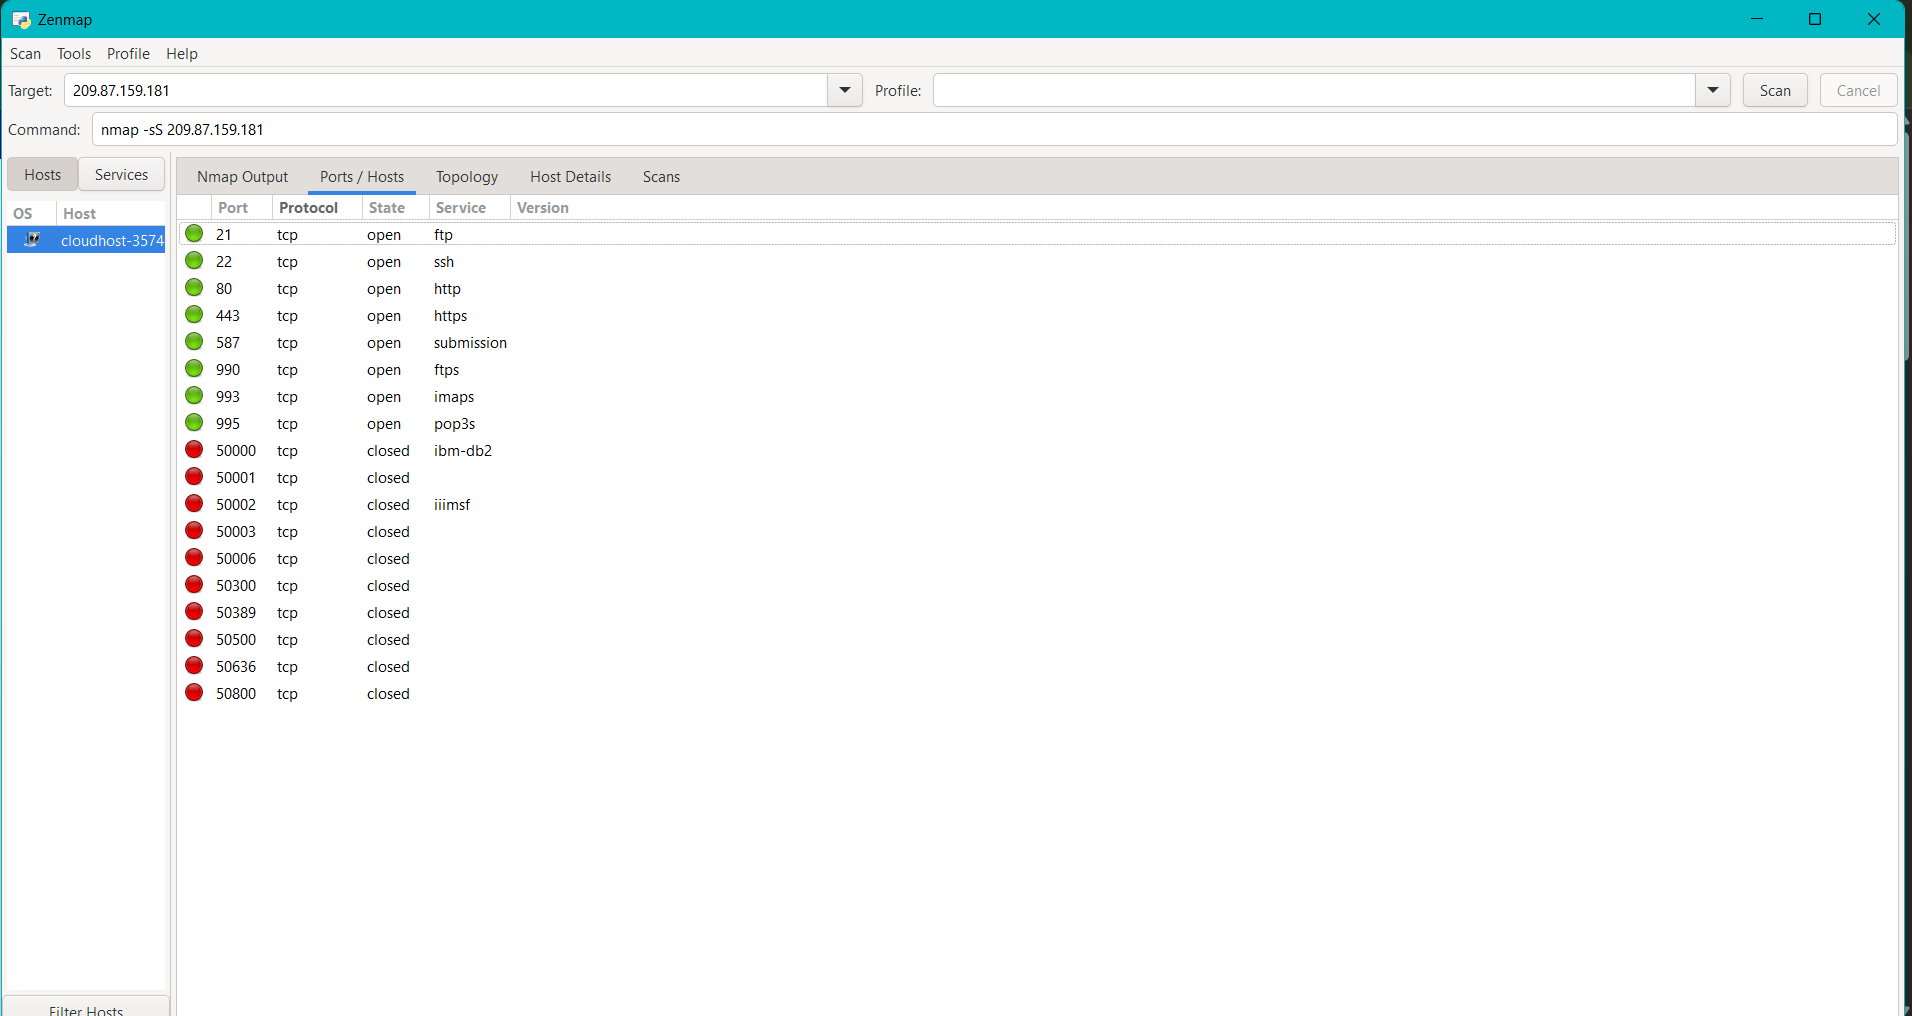 Zenmap
Scan Tools Profile Help
Target: 209.87.159.181 Profile: Scan Cancel
Command: nmap -sS 209.87.159.181
Hosts Services Nmap Output Ports / Hosts Topology Host Details Scans
OS Host Port Protocol State Service Version
cloudhost-3574
21 tcp open ftp
22 tcp open ssh
80 tcp open http
443 tcp open https
587 tcp open submission
990 tcp open ftps
993 tcp open imaps
995 tcp open pop3s
50000 tcp closed ibm-db2
50001 tcp closed
50002 tcp closed iiimsf
50003 tcp closed
50006 tcp closed
50300 tcp closed
50389 tcp closed
50500 tcp closed
50636 tcp closed
50800 tcp closed
Filter Hosts